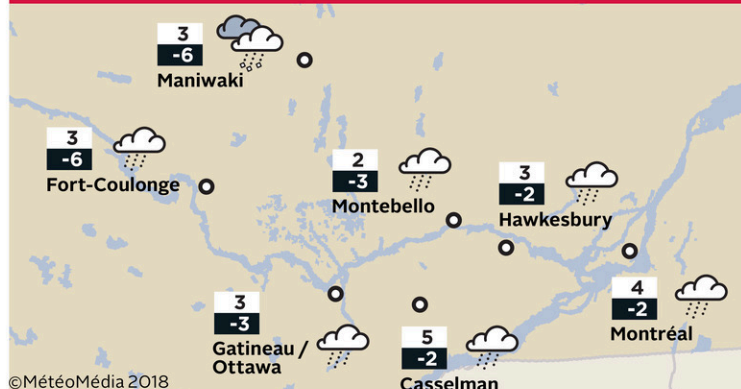 3
-6
Maniwaki
3
-6
Fort-Coulonge
2
-3
Montebello
3
-2
Hawkesbury
4
-2
Montréal
3
-3
Gatineau /
Ottawa
5
-2
Casselman
©MétéoMédia 2018